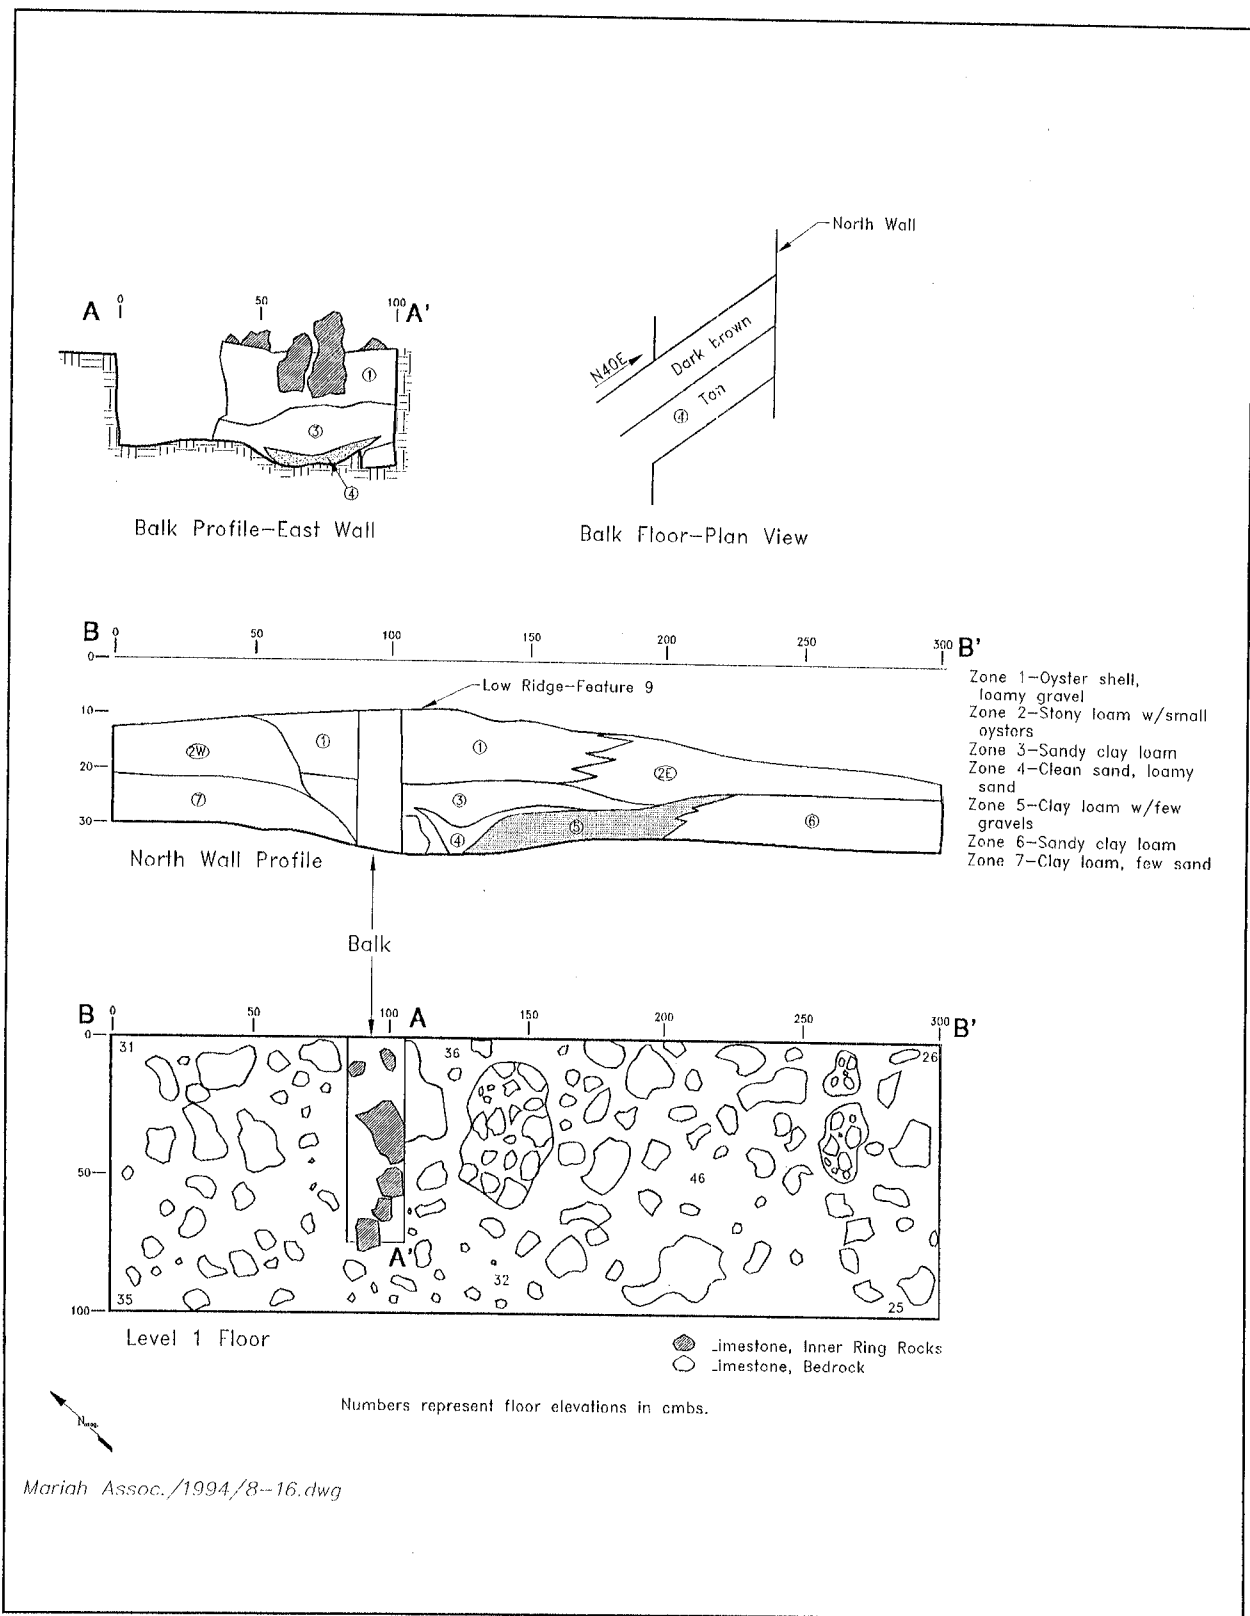 North Wall
A 0 50 100 A'
N40E
Dark brown
④ Tan
①
③
④
Balk Profile-East Wall
Balk Floor-Plan View
B 0 50 100 150 200 250 300 B'
0
Low Ridge-Feature 9
10
20
30
2W
①
①
2E
⑦
③
④
⑤
⑥
North Wall Profile
Zone 1-Oyster shell,
loamy gravel
Zone 2-Stony loam w/small
oysters
Zone 3-Sandy clay loam
Zone 4-Clean sand, loamy
sand
Zone 5-Clay loam w/few
gravels
Zone 6-Sandy clay loam
Zone 7-Clay loam, few sand
Balk
B 0 50 100 A 150 200 250 300 B'
0
50
100
31
36
26
46
A'
32
35
25
Level 1 Floor
Limestone, Inner Ring Rocks
Limestone, Bedrock
Numbers represent floor elevations in cmbs.
Nmag.
Mariah Assoc./1994/8-16.dwg